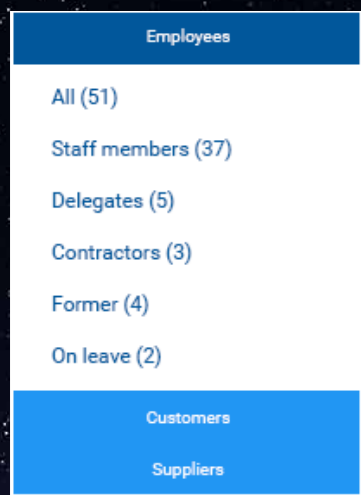 Employees
All (51)
Staff members (37)
Delegates (5)
Contractors (3)
Former (4)
On leave (2)
Customers
Suppliers